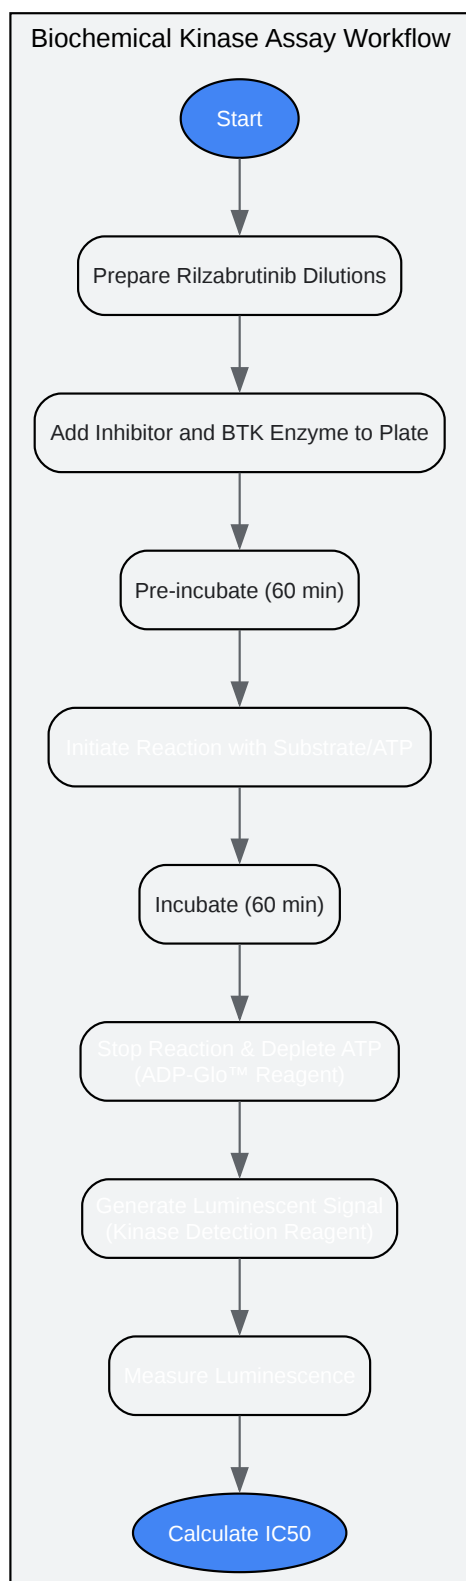 Biochemical Kinase Assay Workflow
Start
Prepare Rilzabrutinib Dilutions
Add Inhibitor and BTK Enzyme to Plate
Pre-incubate (60 min)
Initiate Reaction with Substrate/ATP
Incubate (60 min)
Stop Reaction & Deplete ATP
(ADP-Glo™ Reagent)
Generate Luminescent Signal
(Kinase Detection Reagent)
Measure Luminescence
Calculate IC50